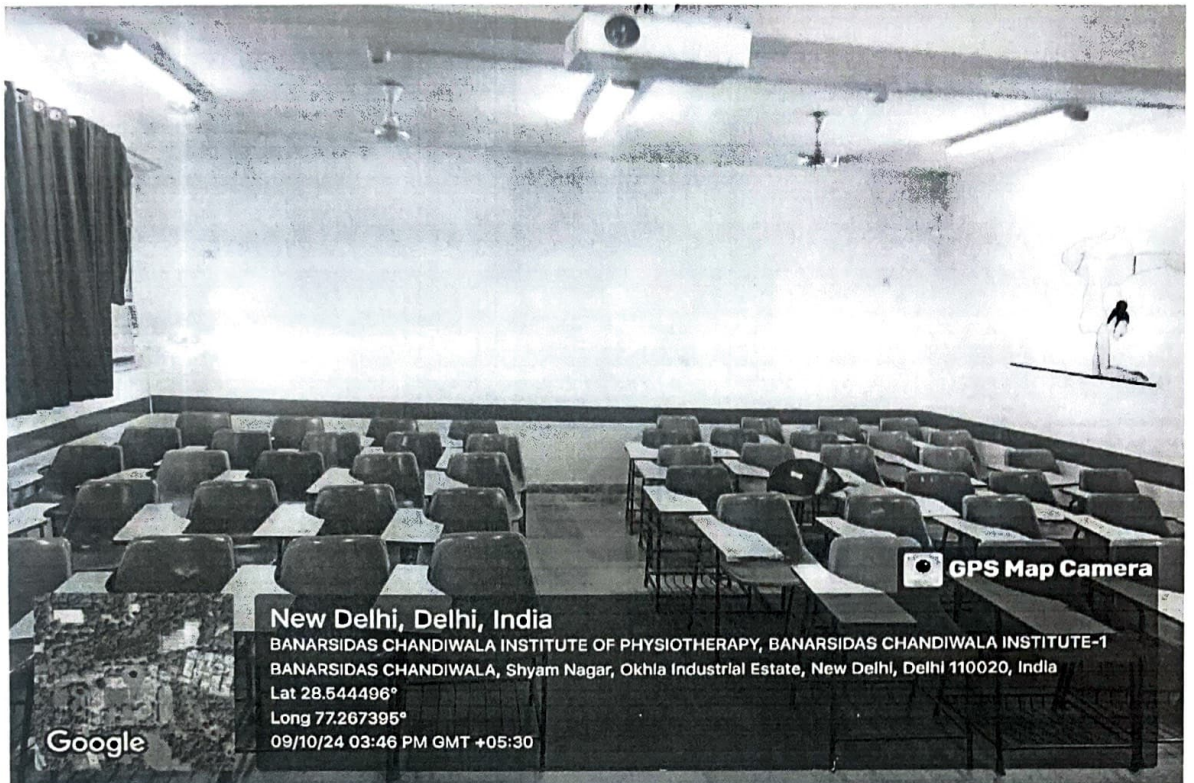 GPS Map Camera
New Delhi, Delhi, India
BANARSIDAS CHANDIWALA INSTITUTE OF PHYSIOTHERAPY, BANARSIDAS CHANDIWALA INSTITUTE-1
BANARSIDAS CHANDIWALA, Shyam Nagar, Okhla Industrial Estate, New Delhi, Delhi 110020, India
Lat 28.544496°
Long 77.267395°
09/10/24 03:46 PM GMT +05:30
Google